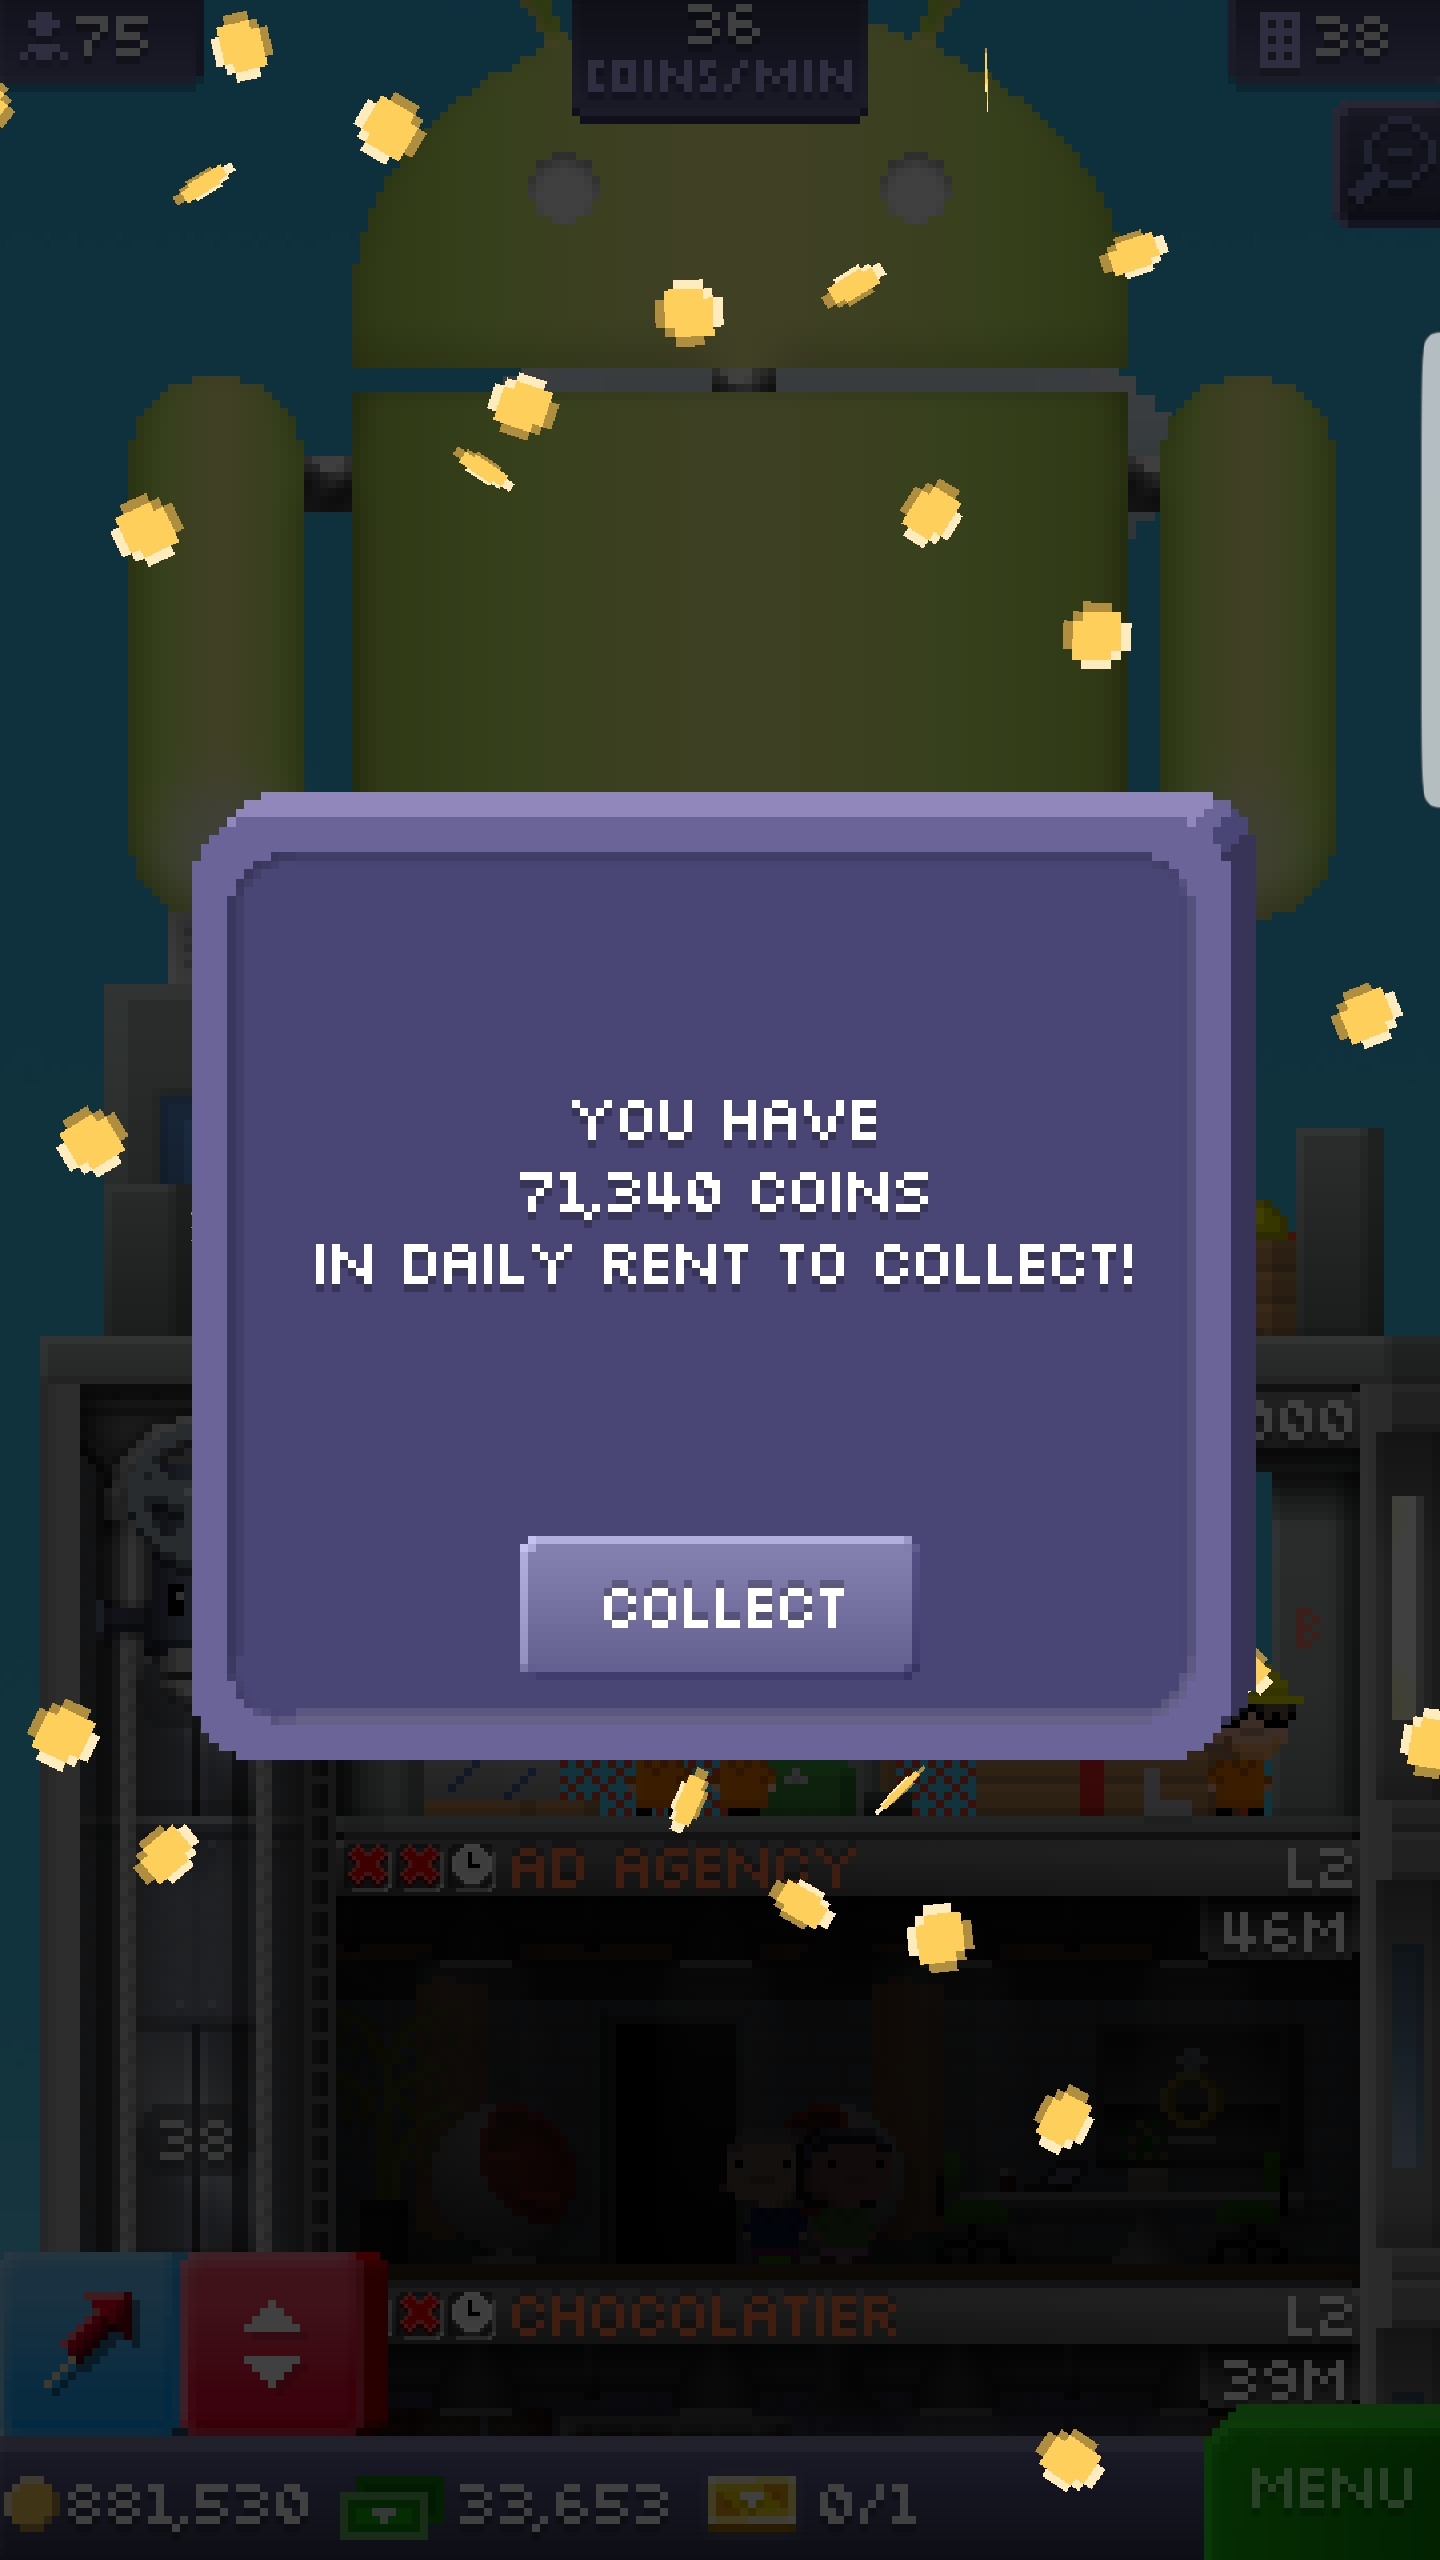 75
36
COINS/MIN
38
YOU HAVE
71,340 COINS
IN DAILY RENT TO COLLECT!
000
COLLECT
B
AD AGENCY L2
46M
38
CHOCOLATIER L2
39M
881,530 33,653 0/1 MENU